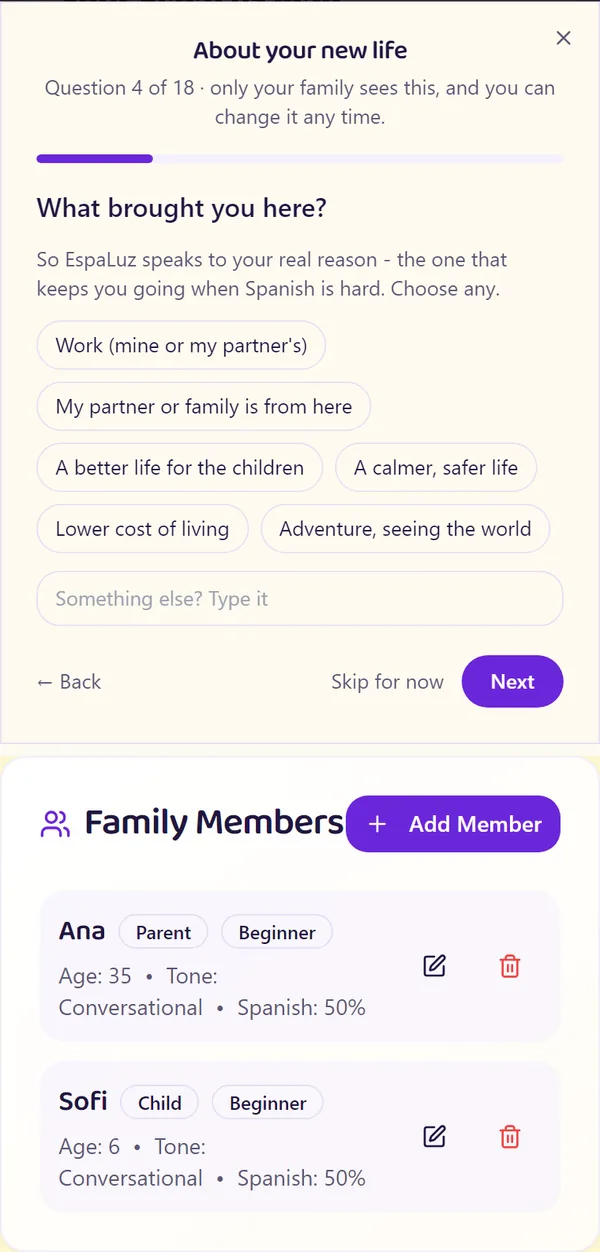 About your new life
Question 4 of 18 · only your family sees this, and you can
change it any time.
What brought you here?
So EspaLuz speaks to your real reason - the one that
keeps you going when Spanish is hard. Choose any.
Work (mine or my partner's)
My partner or family is from here
A better life for the children
A calmer, safer life
Lower cost of living
Adventure, seeing the world
Something else? Type it
← Back
Skip for now
Next
Family Members
+ Add Member
Ana
Parent
Beginner
Age: 35 • Tone:
Conversational • Spanish: 50%
Sofi
Child
Beginner
Age: 6 • Tone:
Conversational • Spanish: 50%